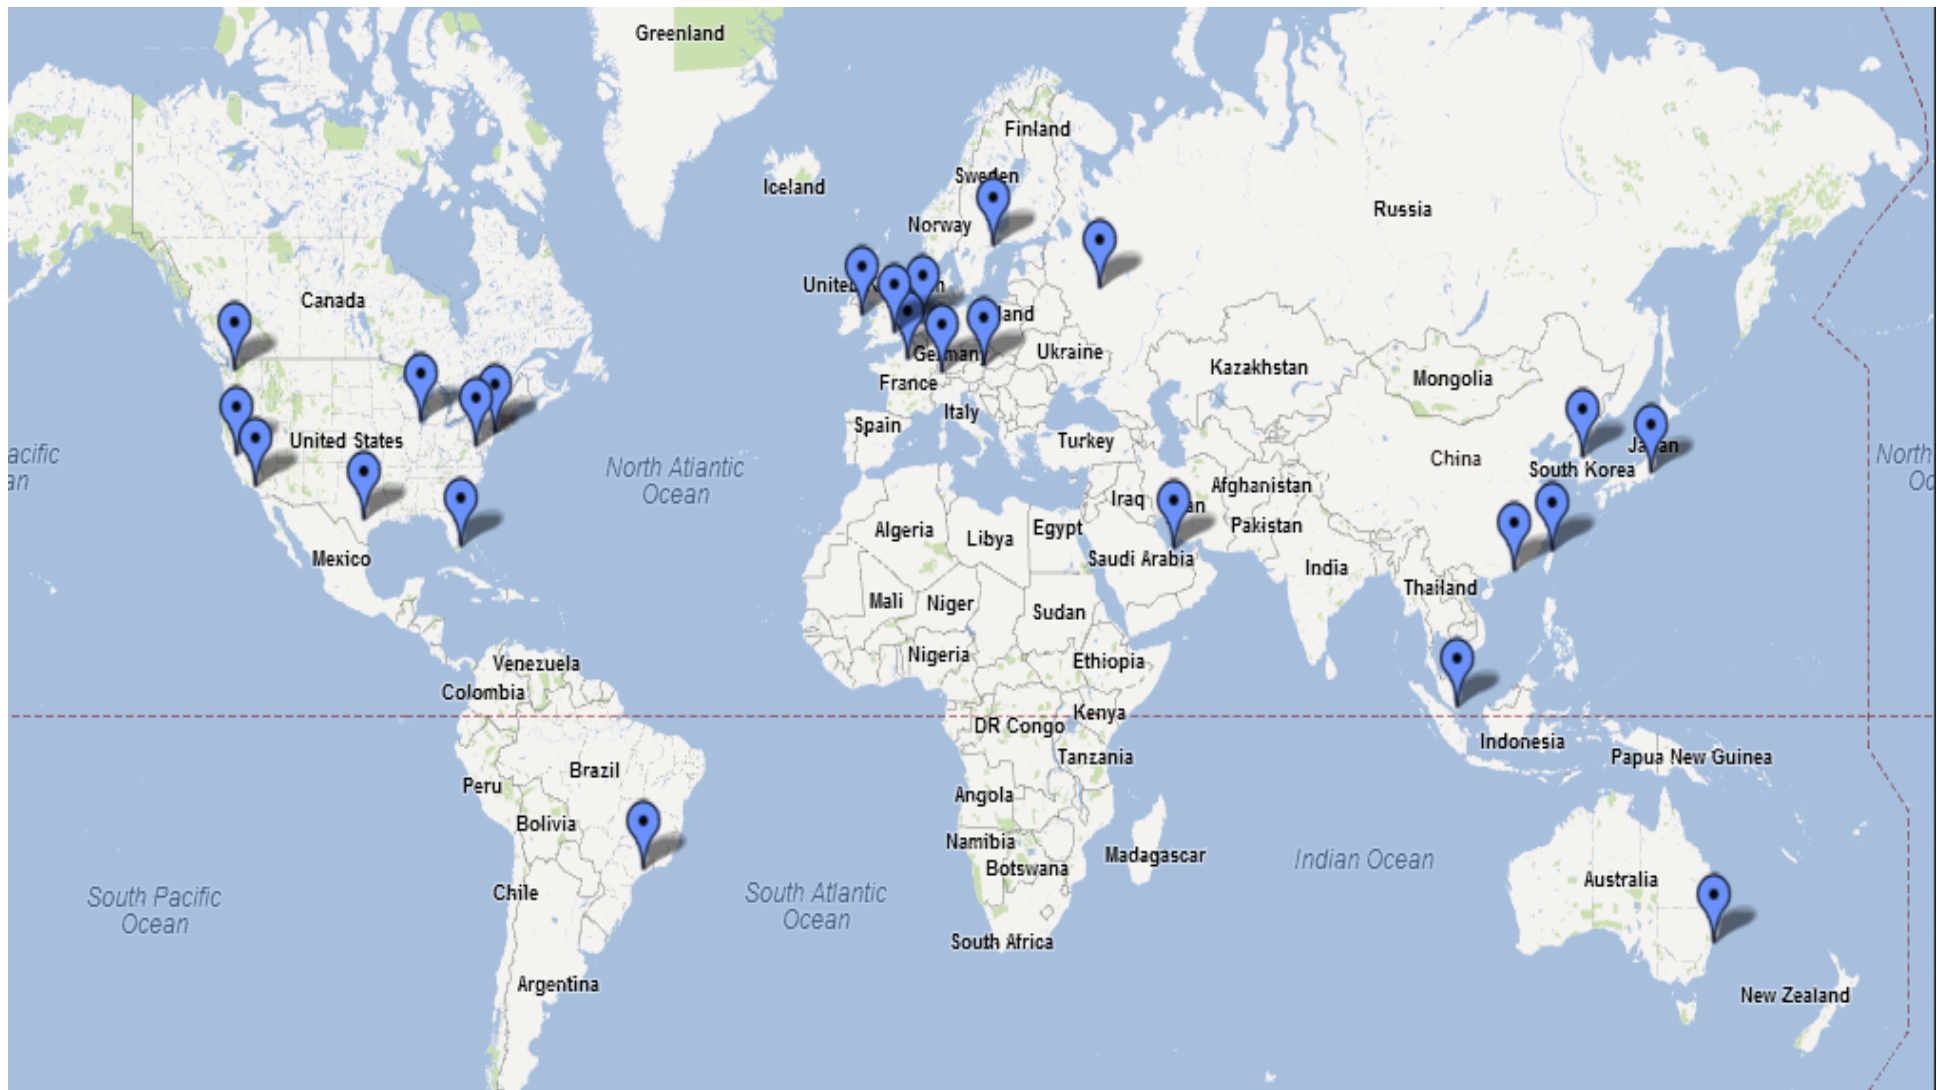 Greenland
Finland
Sweden
Iceland
Norway
Russia
Canada
Ukraine
Germany
Kazakhstan
Mongolia
France
Italy
Spain
United States
Turkey
China
South Korea
North Atlantic
Ocean
North
Afghanistan
Iraq
Pakistan
Algeria
Libya
Egypt
Saudi Arabia
Mexico
India
Thailand
Mali
Niger
Sudan
Nigeria
Ethiopia
Venezuela
Colombia
Kenya
DR Congo
Indonesia
Tanzania
Papua New Guinea
Brazil
Peru
Angola
Bolivia
Namibia
Madagascar
Indian Ocean
Botswana
Australia
Chile
South Pacific
Ocean
South Atlantic
Ocean
South Africa
Argentina
New Zealand